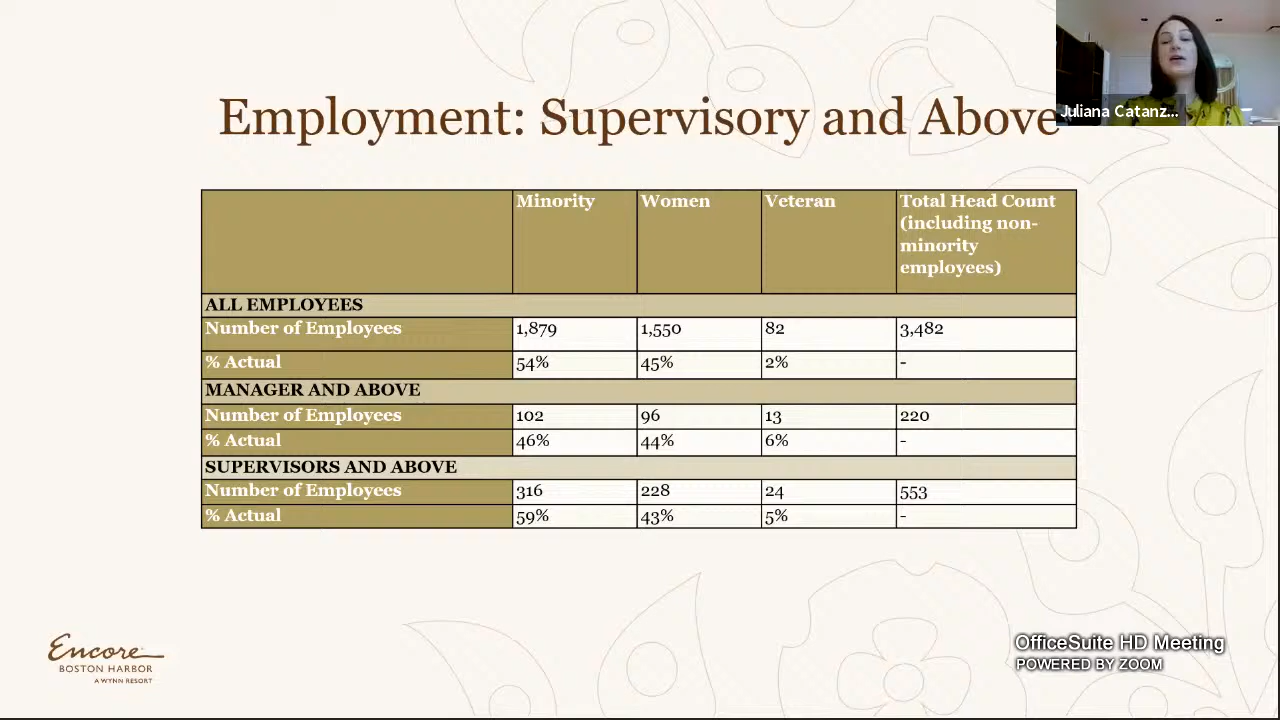 Juliana Catanz...
Employment: Supervisory and Above
Minority Women Veteran Total Head Count
(including non-
minority
employees)
ALL EMPLOYEES
Number of Employees 1,879 1,550 82 3,482
% Actual 54% 45% 2% -
MANAGER AND ABOVE
Number of Employees 102 96 13 220
% Actual 46% 44% 6% -
SUPERVISORS AND ABOVE
Number of Employees 316 228 24 553
% Actual 59% 43% 5% -
Encore
BOSTON HARBOR
A WYNN RESORT
OfficeSuite HD Meeting
POWERED BY ZOOM